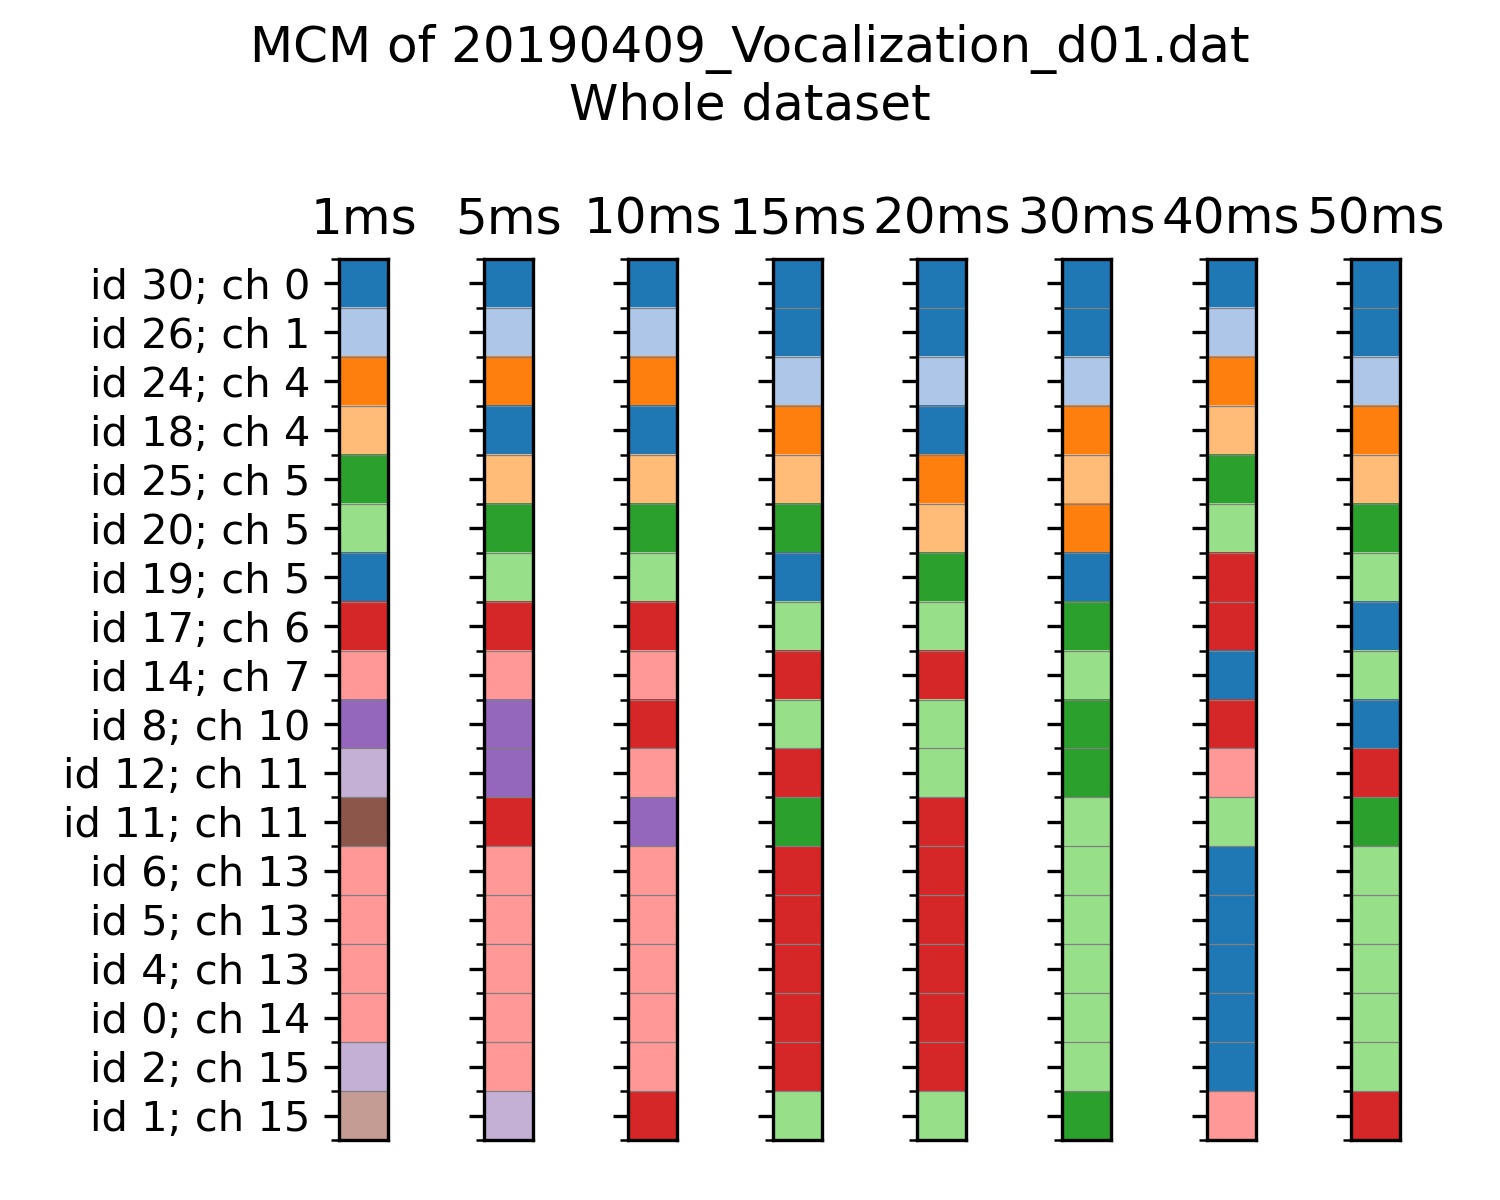 MCM of 20190409_Vocalization_d01.dat
Whole dataset
1ms 5ms 10ms 15ms 20ms 30ms 40ms 50ms
id 30; ch 0
id 26; ch 1
id 24; ch 4
id 18; ch 4
id 25; ch 5
id 20; ch 5
id 19; ch 5
id 17; ch 6
id 14; ch 7
id 8; ch 10
id 12; ch 11
id 11; ch 11
id 6; ch 13
id 5; ch 13
id 4; ch 13
id 0; ch 14
id 2; ch 15
id 1; ch 15